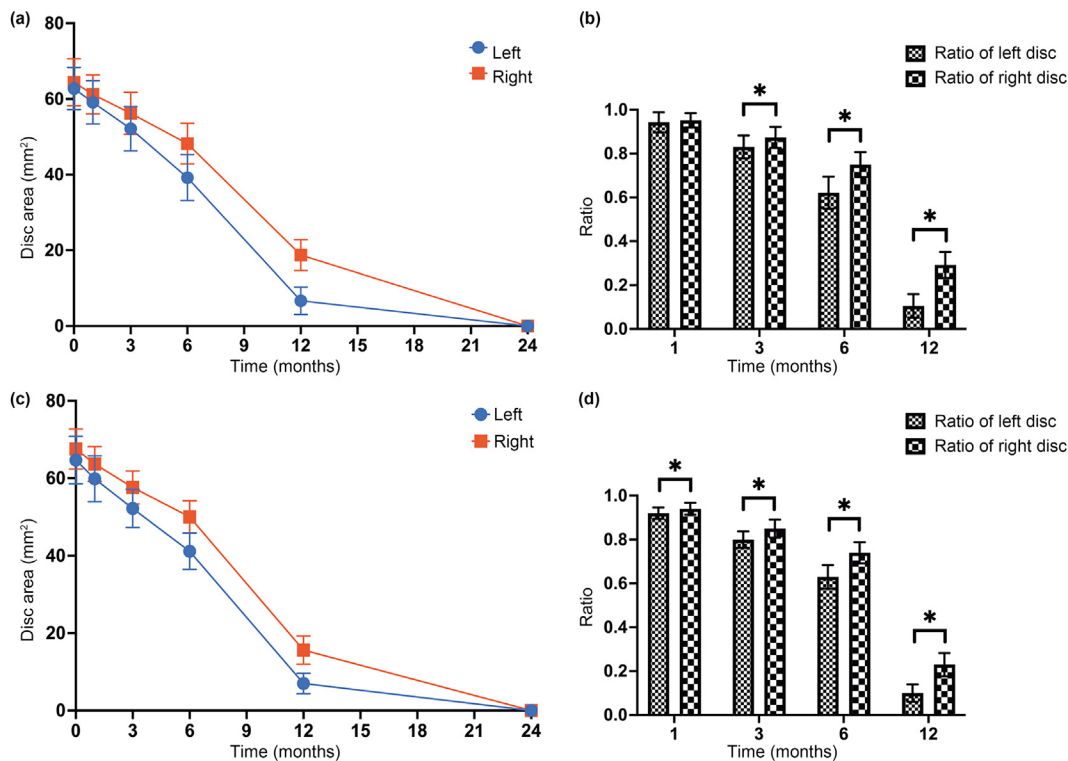 (a)
80
60
40
20
0
Disc area (mm²)
0 3 6 9 12 15 18 21 24
Time (months)
Left
Right
(b)
Ratio of left disc
Ratio of right disc
1.0
0.8
0.6
0.4
0.2
0.0
Ratio
* * *
1 3 6 12
Time (months)
(c)
80
60
40
20
0
Disc area (mm²)
0 3 6 9 12 15 18 21 24
Time (months)
Left
Right
(d)
Ratio of left disc
Ratio of right disc
1.0
0.8
0.6
0.4
0.2
0.0
Ratio
* * * *
1 3 6 12
Time (months)